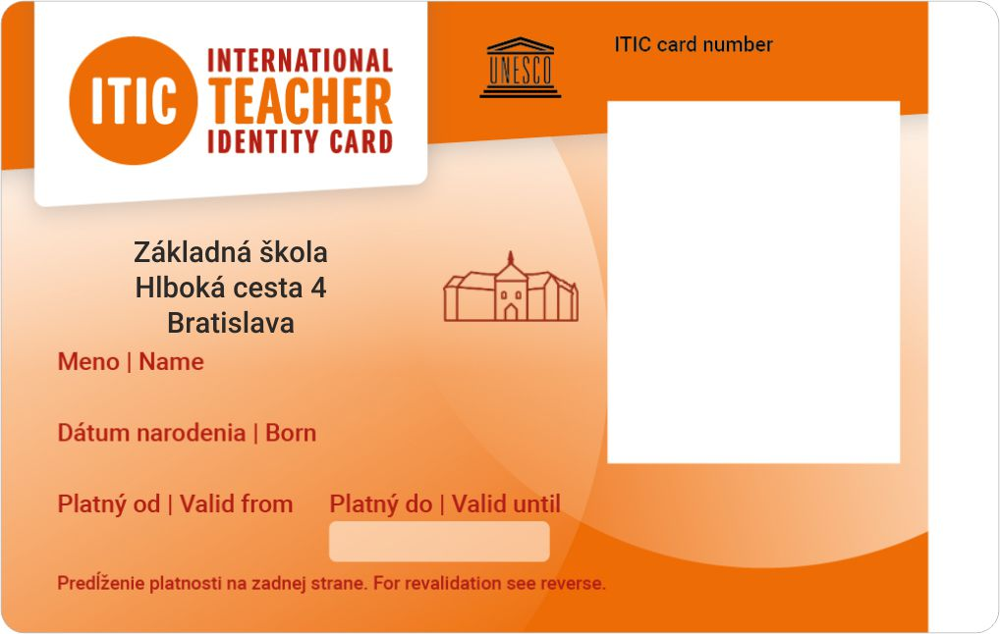 ITIC
INTERNATIONAL
TEACHER
IDENTITY CARD
UNESCO
ITIC card number
Základná škola
Hlboká cesta 4
Bratislava
Meno | Name
Dátum narodenia | Born
Platný od | Valid from
Platný do | Valid until
Predĺženie platnosti na zadnej strane. For revalidation see reverse.